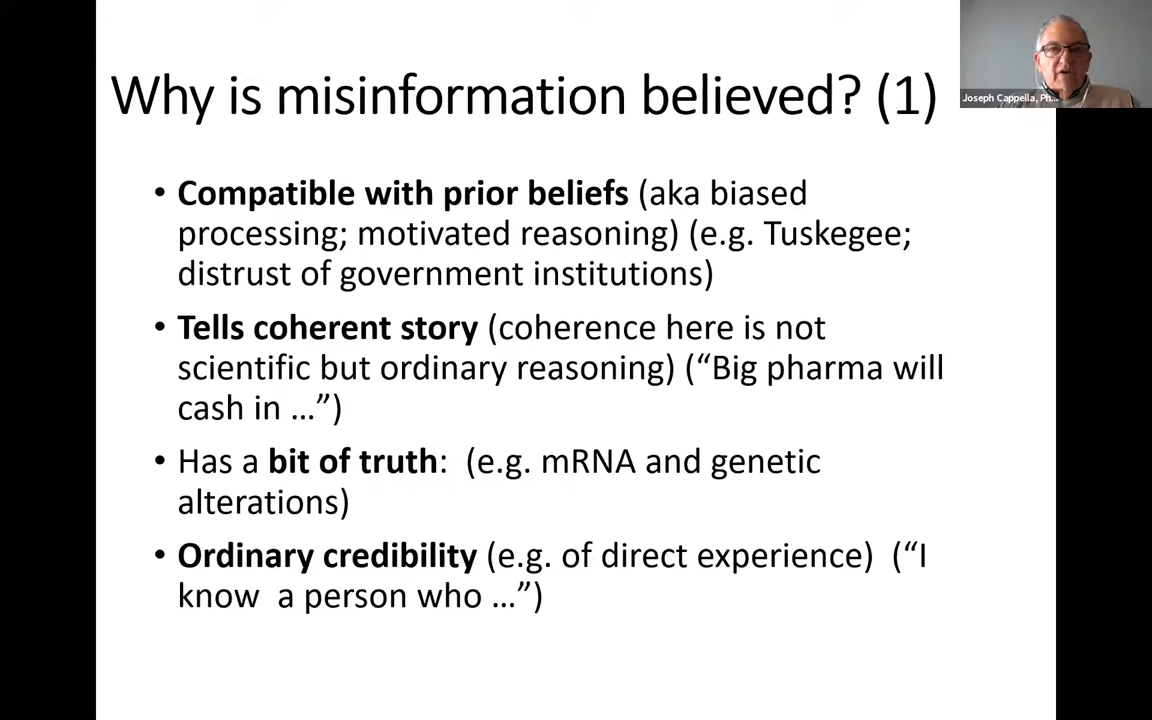 Why is misinformation believed? (1)
Joseph Cappella, Ph...
• Compatible with prior beliefs (aka biased
processing; motivated reasoning) (e.g. Tuskegee;
distrust of government institutions)
• Tells coherent story (coherence here is not
scientific but ordinary reasoning) (“Big pharma will
cash in …”)
• Has a bit of truth:  (e.g. mRNA and genetic
alterations)
• Ordinary credibility (e.g. of direct experience)  (“I
know  a person who …”)